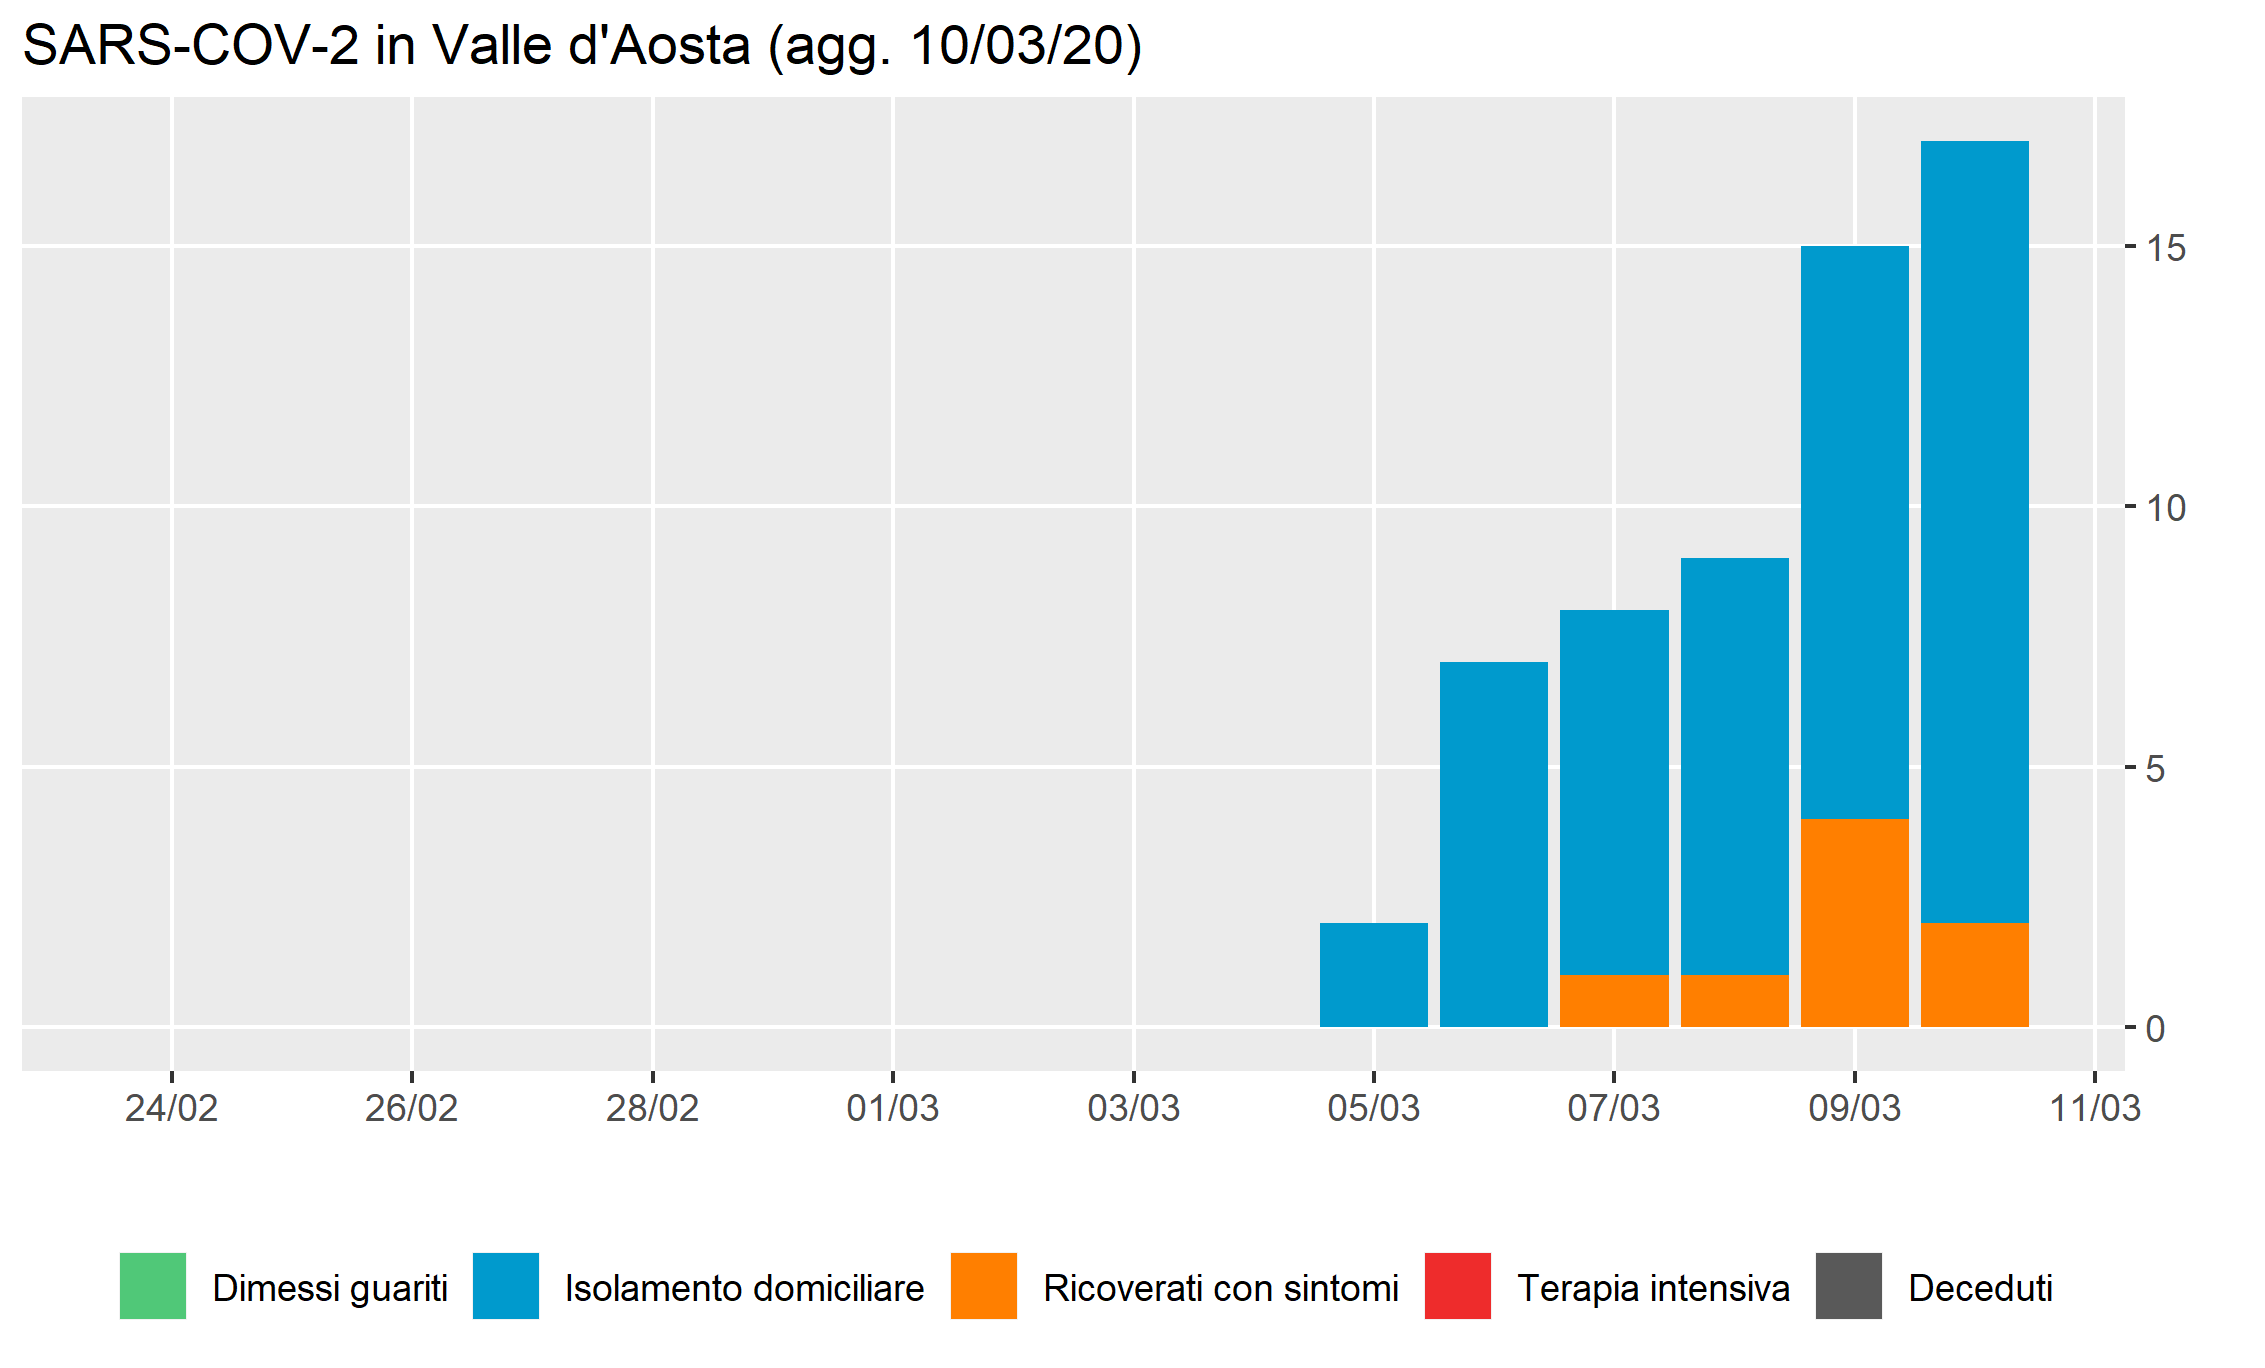 SARS-COV-2 in Valle d'Aosta (agg. 10/03/20)
15
10
5
0
24/02 26/02 28/02 01/03 03/03 05/03 07/03 09/03 11/03
Dimessi guariti Isolamento domiciliare Ricoverati con sintomi Terapia intensiva Deceduti